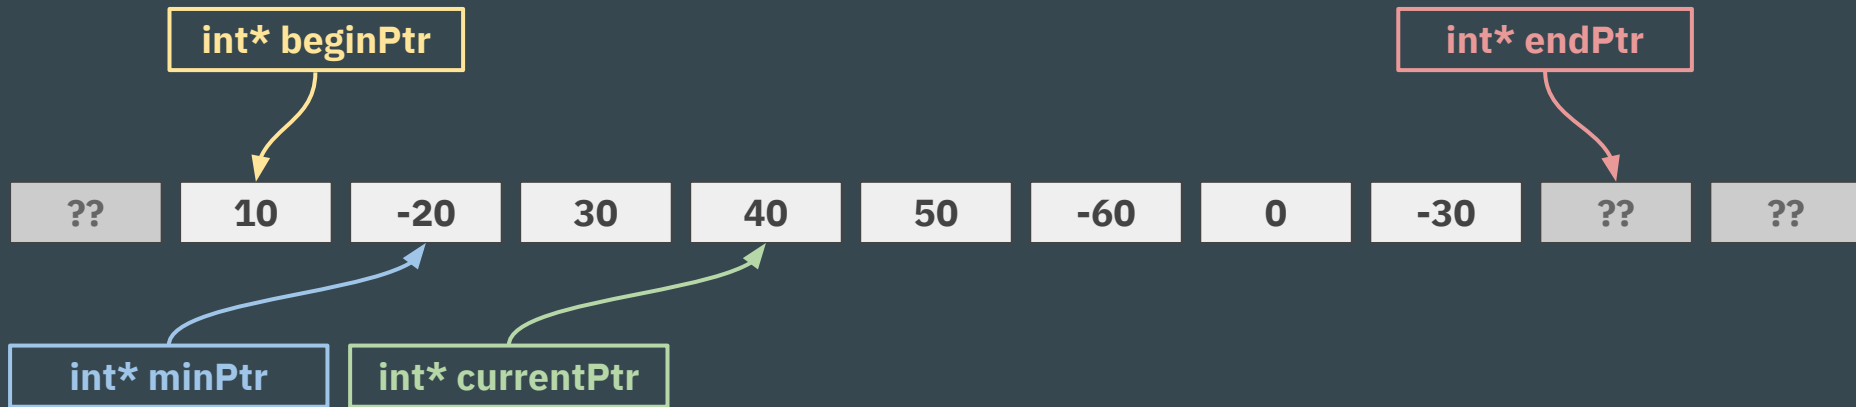 int* beginPtr int* endPtr
?? 10 -20 30 40 50 -60 0 -30 ?? ??
int* minPtr int* currentPtr